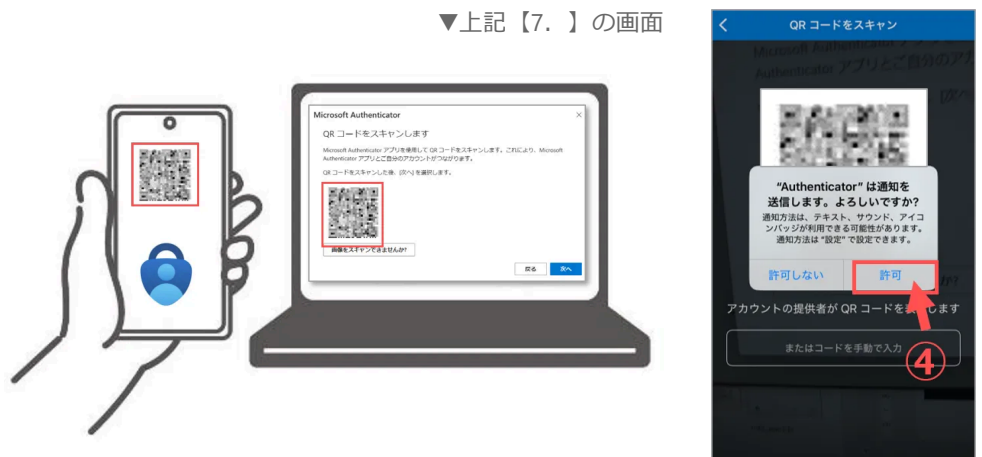 ▼上記【7．】の画面
Microsoft Authenticator
×
QR コードをスキャンします
Microsoft Authenticator アプリを使用して QR コードをスキャンします。これにより、Microsoft
Authenticator アプリとご自分のアカウントがつながります。
QR コードをスキャンした後、[次へ] を選択します。
画像をスキャンできませんか?
戻る
次へ
QR コードをスキャン
Microsoft Authenticator
Authenticator アプリとご自分のア
[次へ
"Authenticator" は通知を
送信します。よろしいですか?
通知方法は、テキスト、サウンド、アイコ
ンバッジが利用できる可能性があります。
通知方法は "設定" で設定できます。
許可しない
許可
アカウントの提供者が QR コードを します
または コードを手動で入力
④